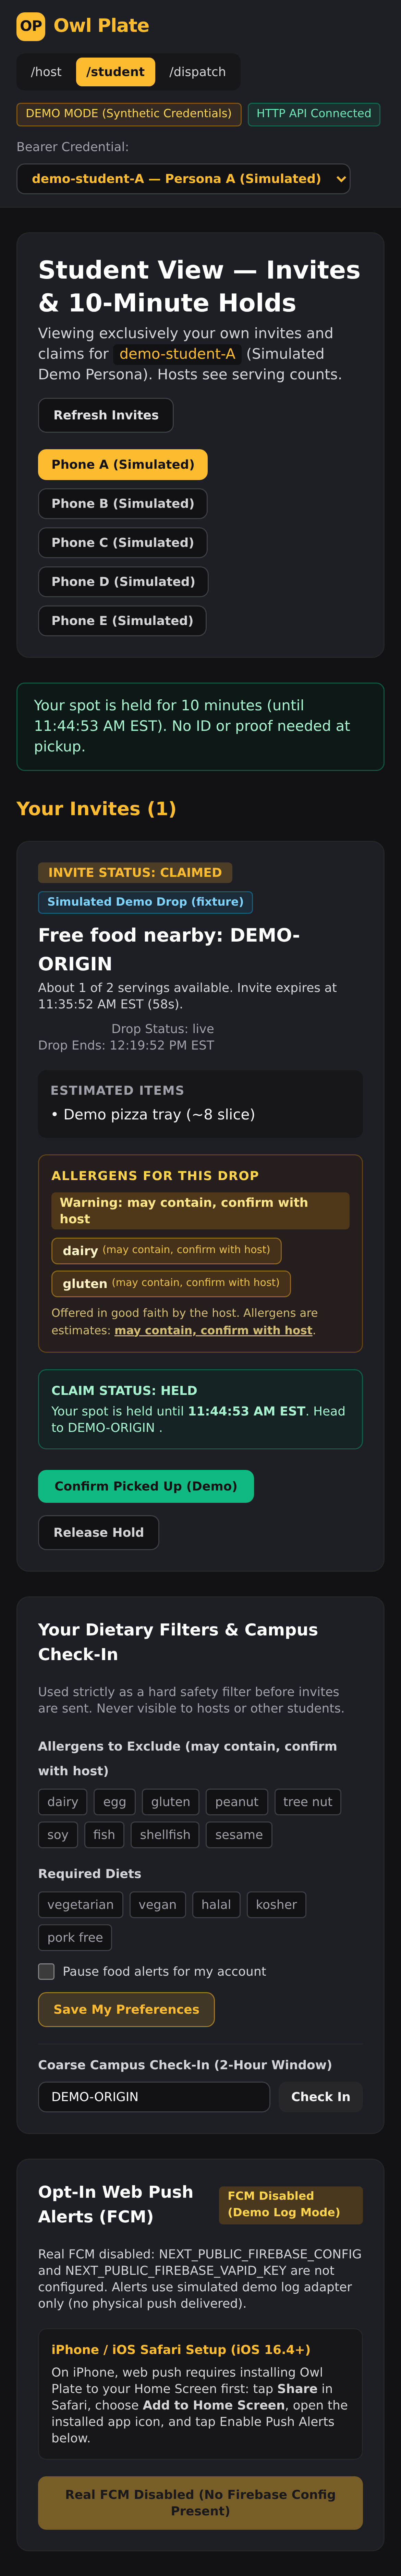 OP Owl Plate
/host /student /dispatch
DEMO MODE (Synthetic Credentials) HTTP API Connected
Bearer Credential:
demo-student-A — Persona A (Simulated)
Student View — Invites
& 10-Minute Holds
Viewing exclusively your own invites and
claims for demo-student-A (Simulated
Demo Persona). Hosts see serving counts.
Refresh Invites
Phone A (Simulated)
Phone B (Simulated)
Phone C (Simulated)
Phone D (Simulated)
Phone E (Simulated)
Your spot is held for 10 minutes (until
11:44:53 AM EST). No ID or proof needed at
pickup.
Your Invites (1)
INVITE STATUS: CLAIMED
Simulated Demo Drop (fixture)
Free food nearby: DEMO-
ORIGIN
About 1 of 2 servings available. Invite expires at
11:35:52 AM EST (58s).
Drop Status: live
Drop Ends: 12:19:52 PM EST
ESTIMATED ITEMS
• Demo pizza tray (~8 slice)
ALLERGENS FOR THIS DROP
Warning: may contain, confirm with
host
dairy (may contain, confirm with host)
gluten (may contain, confirm with host)
Offered in good faith by the host. Allergens are
estimates: may contain, confirm with host.
CLAIM STATUS: HELD
Your spot is held until 11:44:53 AM EST. Head
to DEMO-ORIGIN .
Confirm Picked Up (Demo)
Release Hold
Your Dietary Filters & Campus
Check-In
Used strictly as a hard safety filter before invites
are sent. Never visible to hosts or other students.
Allergens to Exclude (may contain, confirm
with host)
dairy egg gluten peanut tree nut
soy fish shellfish sesame
Required Diets
vegetarian vegan halal kosher
pork free
Pause food alerts for my account
Save My Preferences
Coarse Campus Check-In (2-Hour Window)
DEMO-ORIGIN Check In
Opt-In Web Push
Alerts (FCM)
FCM Disabled
(Demo Log Mode)
Real FCM disabled: NEXT_PUBLIC_FIREBASE_CONFIG
and NEXT_PUBLIC_FIREBASE_VAPID_KEY are not
configured. Alerts use simulated demo log adapter
only (no physical push delivered).
iPhone / iOS Safari Setup (iOS 16.4+)
On iPhone, web push requires installing Owl
Plate to your Home Screen first: tap Share in
Safari, choose Add to Home Screen, open the
installed app icon, and tap Enable Push Alerts
below.
Real FCM Disabled (No Firebase Config
Present)